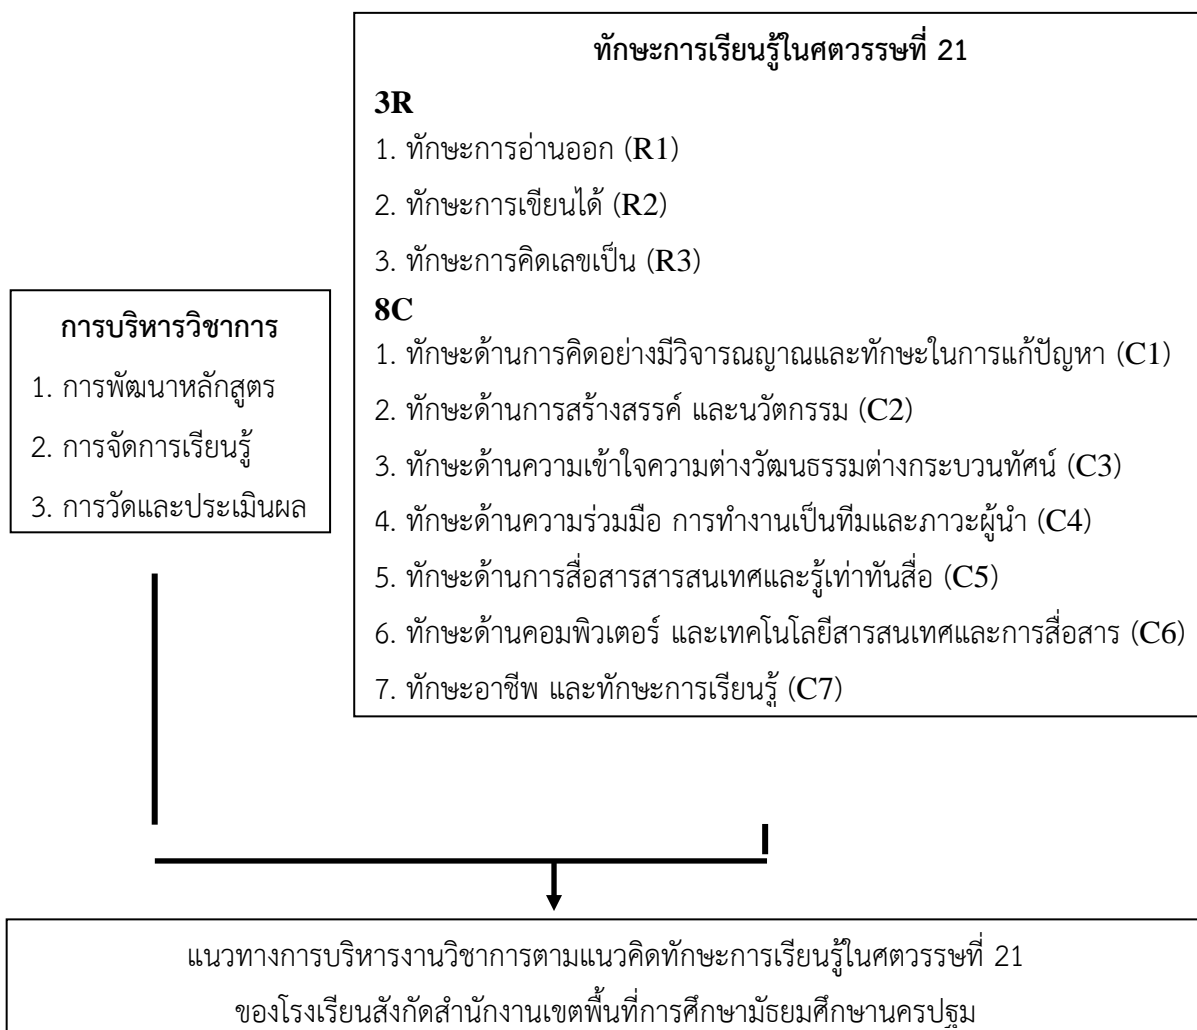 ทักษะการเรียนรู้ในศตวรรษที่ 21
3R
1. ทักษะการอ่านออก (R1)
2. ทักษะการเขียนได้ (R2)
3. ทักษะการคิดเลขเป็น (R3)
8C
1. ทักษะด้านการคิดอย่างมีวิจารณญาณและทักษะในการแก้ปัญหา (C1)
2. ทักษะด้านการสร้างสรรค์ และนวัตกรรม (C2)
3. ทักษะด้านความเข้าใจความต่างวัฒนธรรมต่างกระบวนทัศน์ (C3)
4. ทักษะด้านความร่วมมือ การทำงานเป็นทีมและภาวะผู้นำ (C4)
5. ทักษะด้านการสื่อสารสารสนเทศและรู้เท่าทันสื่อ (C5)
6. ทักษะด้านคอมพิวเตอร์ และเทคโนโลยีสารสนเทศและการสื่อสาร (C6)
7. ทักษะอาชีพ และทักษะการเรียนรู้ (C7)
การบริหารวิชาการ
1. การพัฒนาหลักสูตร
2. การจัดการเรียนรู้
3. การวัดและประเมินผล
แนวทางการบริหารงานวิชาการตามแนวคิดทักษะการเรียนรู้ในศตวรรษที่ 21
ของโรงเรียนสังกัดสำนักงานเขตพื้นที่การศึกษามัธยมศึกษานครปฐม